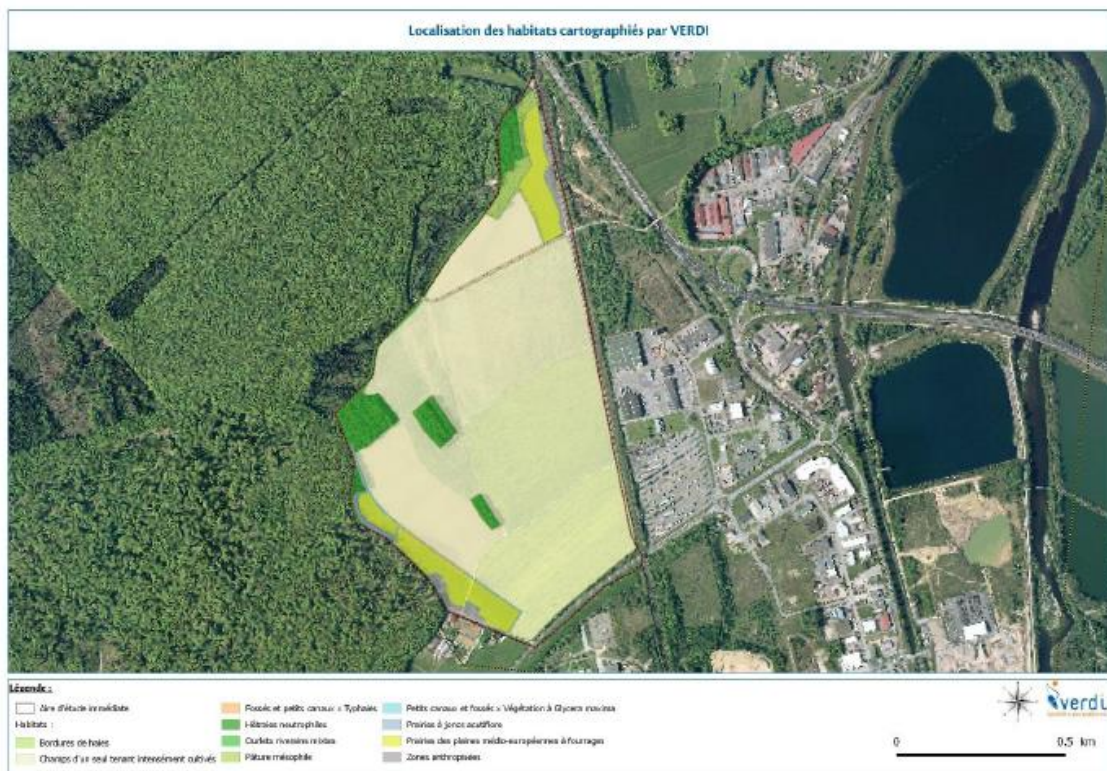 Localisation des habitats cartographiés par VERDI
Légende :
Aire d'étude immédiate
Habitats :
Bordures de haies
Champs d'un seul tenant intensément cultivés
Fossés et petits canaux x Typhaies
Hêtraies neutrophiles
Ourlets riverains mixtes
Pâture mésophile
Petits canaux et fossés x Végétation à Glyceria maxima
Prairies à jonc acutiflore
Prairies des plaines médio-européennes à fourrages
Zones anthropisées
verdi
0 0.5 km